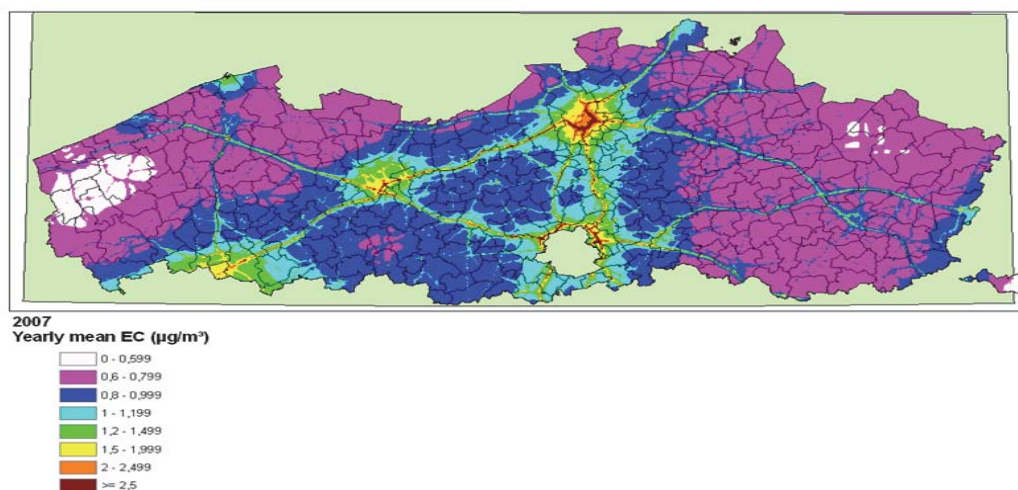 2007
Yearly mean EC (µg/m³)
0 - 0,599
0,6 - 0,799
0,8 - 0,999
1 - 1,199
1,2 - 1,499
1,5 - 1,999
2 - 2,499
>= 2,5